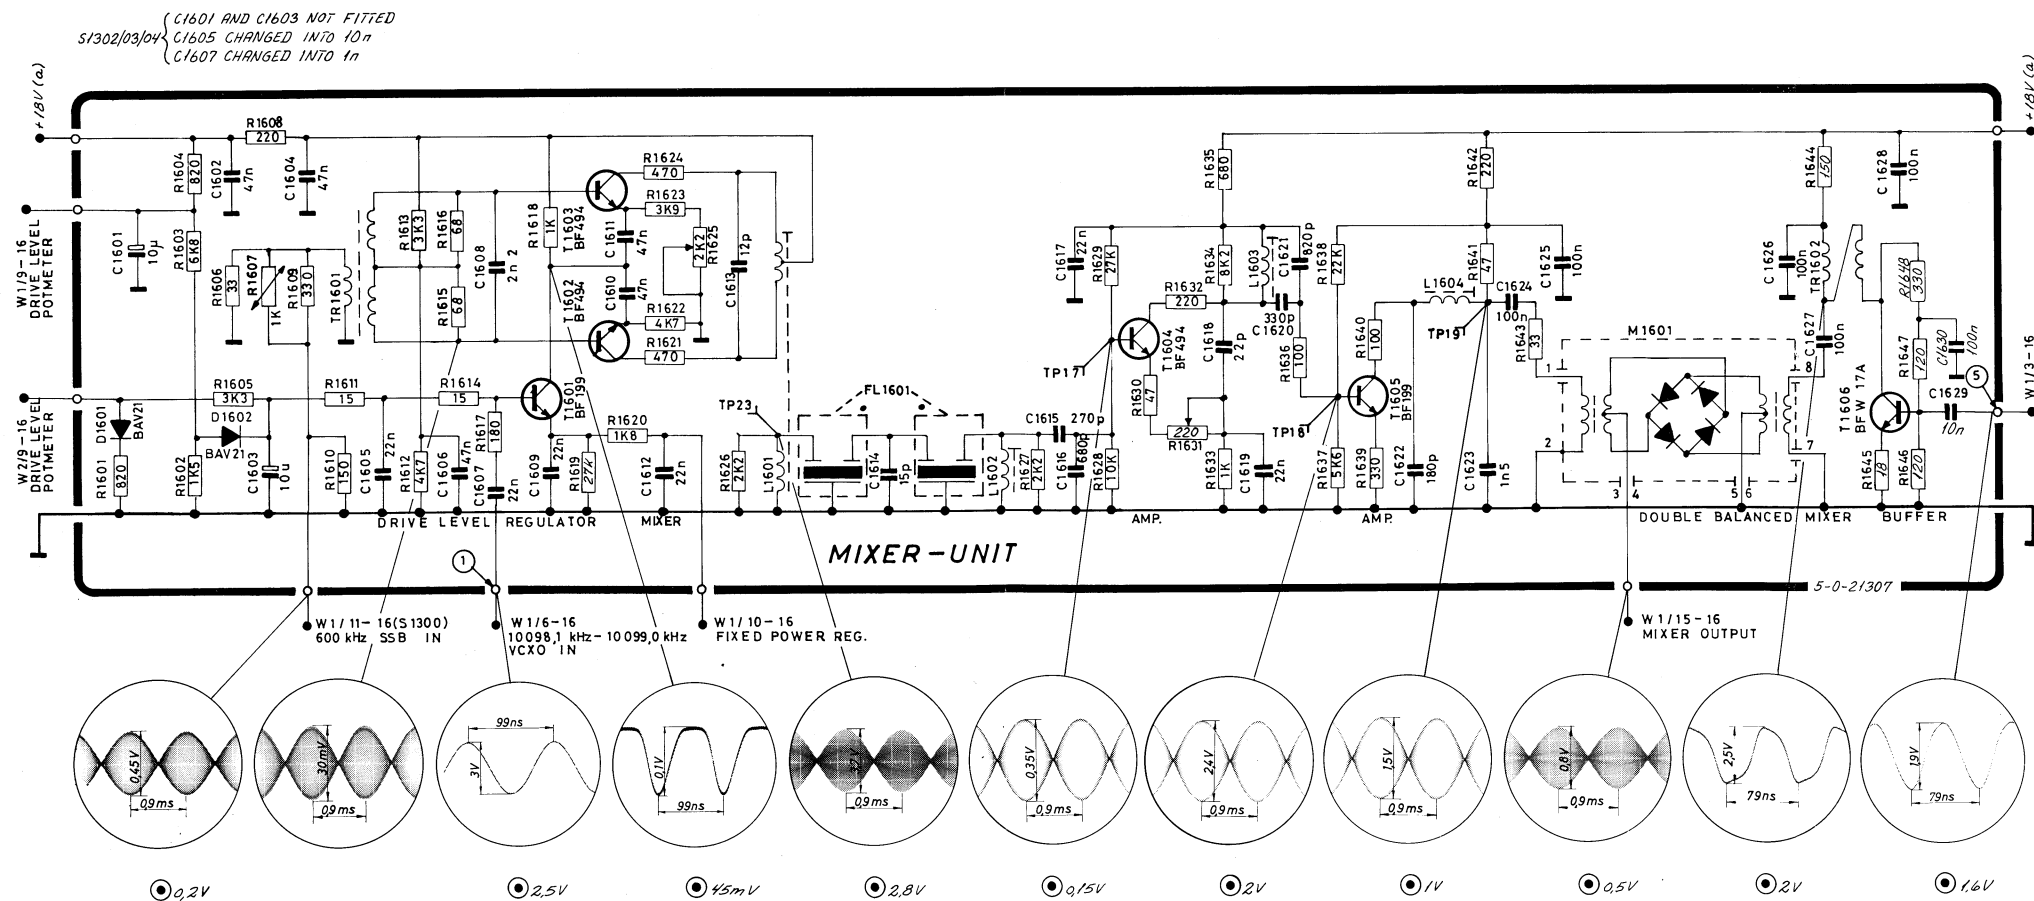 C1601 AND C1603 NOT FITTED
S1302/03/04 C1605 CHANGED INTO 10n
C1607 CHANGED INTO 1n
+18V(a)
+18V(a)
W1/9-16
DRIVE LEVEL
POTMETER
W2/9-16
DRIVE LEVEL
POTMETER
C1601
10µ
R1604
820
R1603
6K8
C1602
47n
R1608
220
C1604
47n
R1606
33
R1607
1K
R1609
330
TR1601
R1613
3K3
R1616
68
R1615
68
C1608
2n2
R1618
1K
T1603
BF494
T1602
BF494
C1611
47n
C1610
47n
R1624
470
R1623
3K9
R1625
2K2
R1622
4K7
R1621
470
C1613
12p
D1601
BAV21
R1601
820
R1602
1K5
R1605
3K3
D1602
BAV21
C1603
10u
R1610
150
R1611
15
C1605
22n
R1612
4K7
R1614
15
C1606
47n
R1617
180
C1607
22n
T1601
BF199
C1609
22n
R1619
27K
R1620
1K8
C1612
22n
TP23
R1626
2K2
L1601
FL1601
C1614
15p
L1602
R1627
2K2
C1615 270p
C1616
680p
R1628
10K
C1617
22n
R1629
27K
TP17
T1604
BF494
R1630
47
R1632
220
R1631
220
R1635
680
R1634
8K2
C1618
22p
R1633
1K
C1619
22n
L1603
C1621
820p
330p
C1620
R1636
100
TP18
R1638
22K
R1637
5K6
T1605
BF199
R1640
100
R1639
330
C1622
180p
L1604
TP19
R1642
220
R1641
47
C1623
1n5
C1624
100n
R1643
33
C1625
100n
M1601
1
2
3 4
5 6
7
8
R1644
150
C1626
100n
TR1602
C1627
100n
C1628
100n
T1606
BFW 17A
R1648
330
R1647
120
C1630
100n
C1629
10n
R1645
18
R1646
120
5
W1/3-16
DRIVE LEVEL REGULATOR
MIXER
AMP.
AMP.
DOUBLE BALANCED MIXER
BUFFER
MIXER-UNIT
1
5-0-21307
W1/11-16(S1300)
600 kHz SSB IN
W1/6-16
10098,1 kHz-10099,0kHz
VCXO IN
W1/10-16
FIXED POWER REG.
W1/15-16
MIXER OUTPUT
0,45V
0,9ms
30mV
0,9ms
99ns
3V
0,1V
99ns
0,9ms
0,35V
0,9ms
2,4V
0,9ms
1,5V
0,9ms
0,8V
0,9ms
2,5V
79ns
1,9V
79ns
0,2V
2,5V
45mV
2,8V
0,15V
2V
1V
0,5V
2V
1,6V